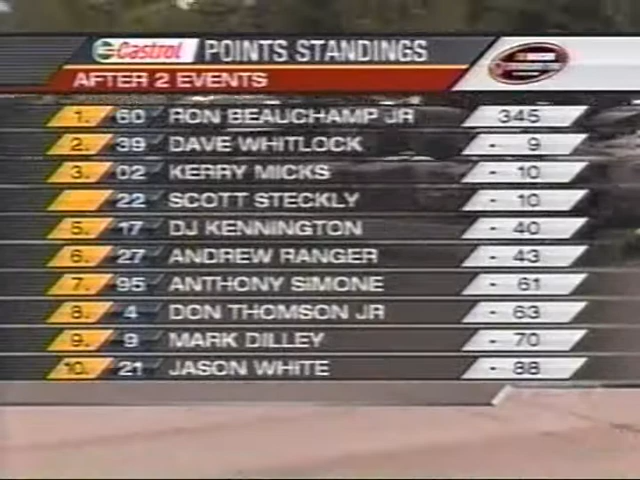 Castrol POINTS STANDINGS
AFTER 2 EVENTS
1. 60 RON BEAUCHAMP JR 345
2. 39 DAVE WHITLOCK - 9
3. 02 KERRY MICKS - 10
22 SCOTT STECKLY - 10
5. 17 DJ KENNINGTON - 40
6. 27 ANDREW RANGER - 43
7. 95 ANTHONY SIMONE - 61
8. 4 DON THOMSON JR - 63
9. 9 MARK DILLEY - 70
10. 21 JASON WHITE - 88